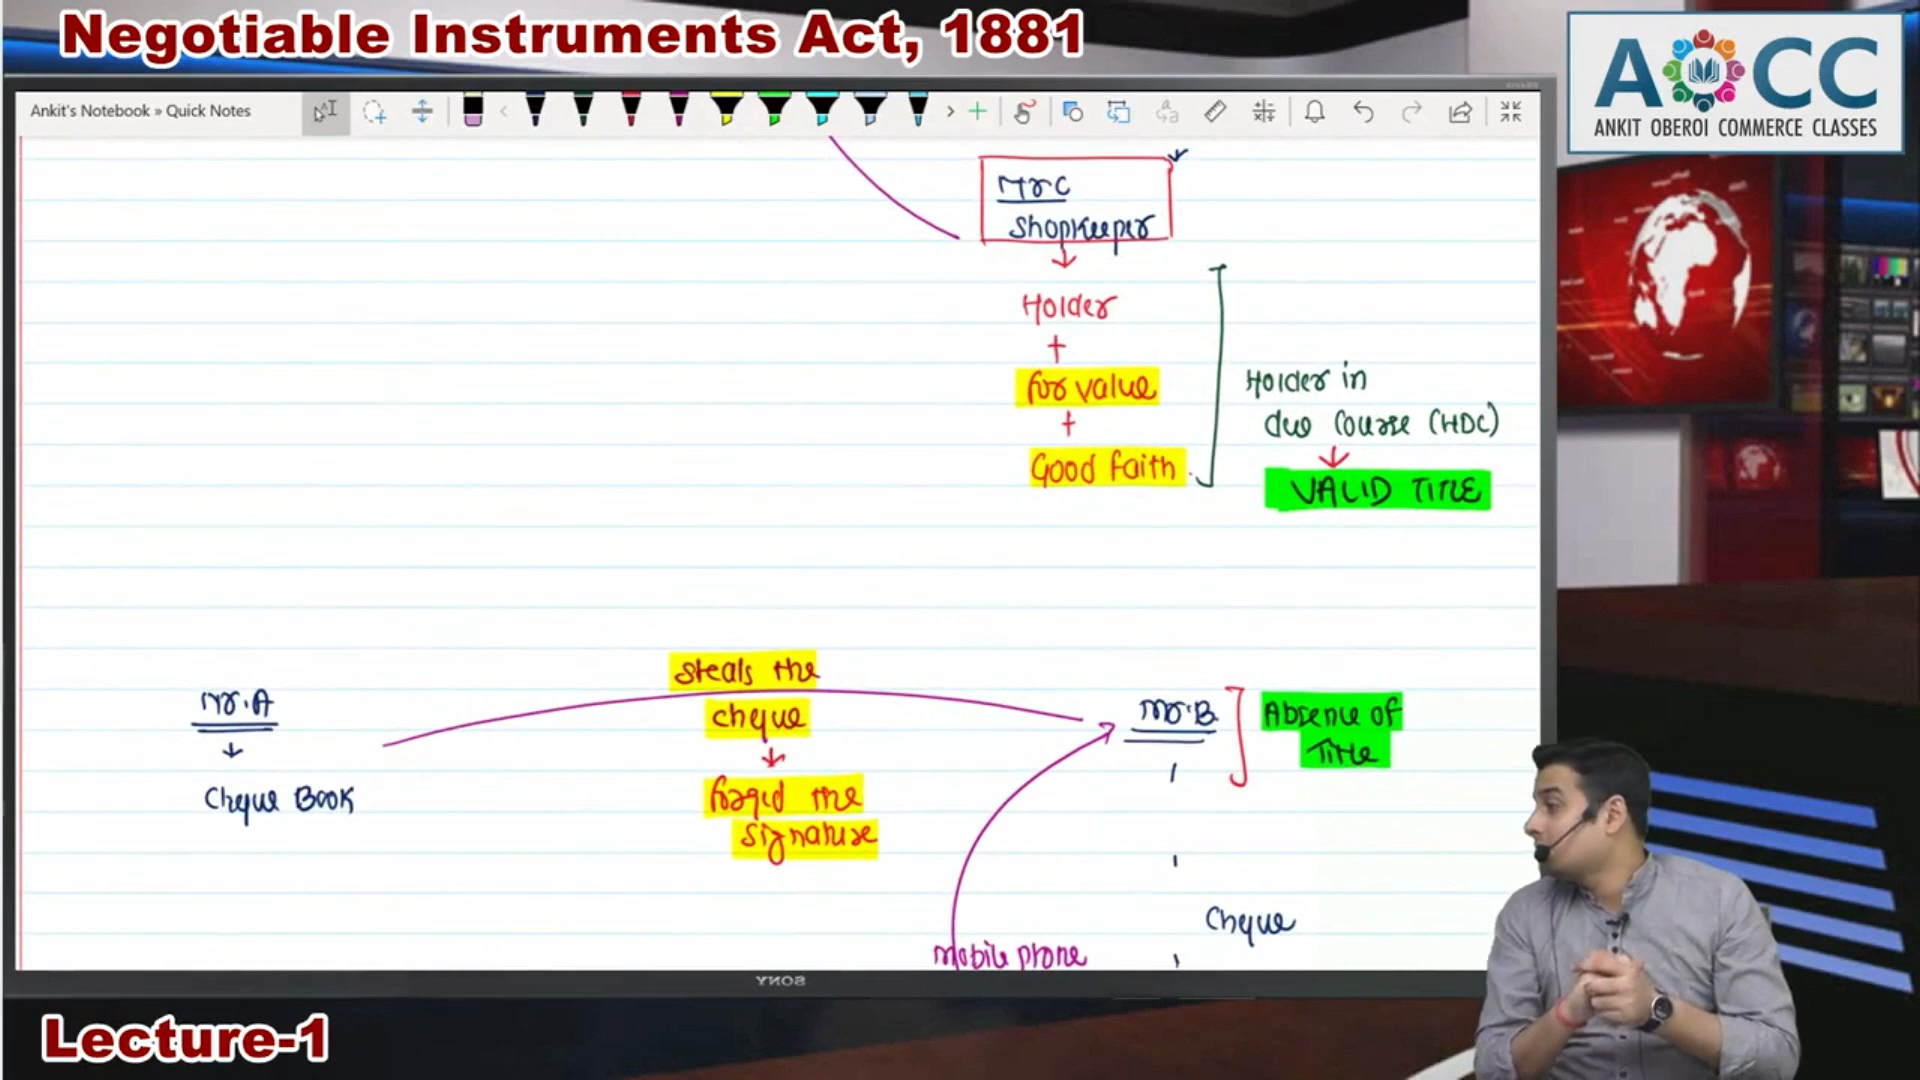 Negotiable Instruments Act, 1881
AOCC
ANKIT OBEROI COMMERCE CLASSES
Ankit's Notebook » Quick Notes
Mr C
Shopkeeper
Holder
+
for value
+
Good faith
Holder in
due Course (HDC)
VALID TITLE
Steals the
cheque
forged the
signature
Mr. A
Cheque Book
Mr. B
Absence of
Title
Cheque
Mobile phone
SONY
Lecture-1